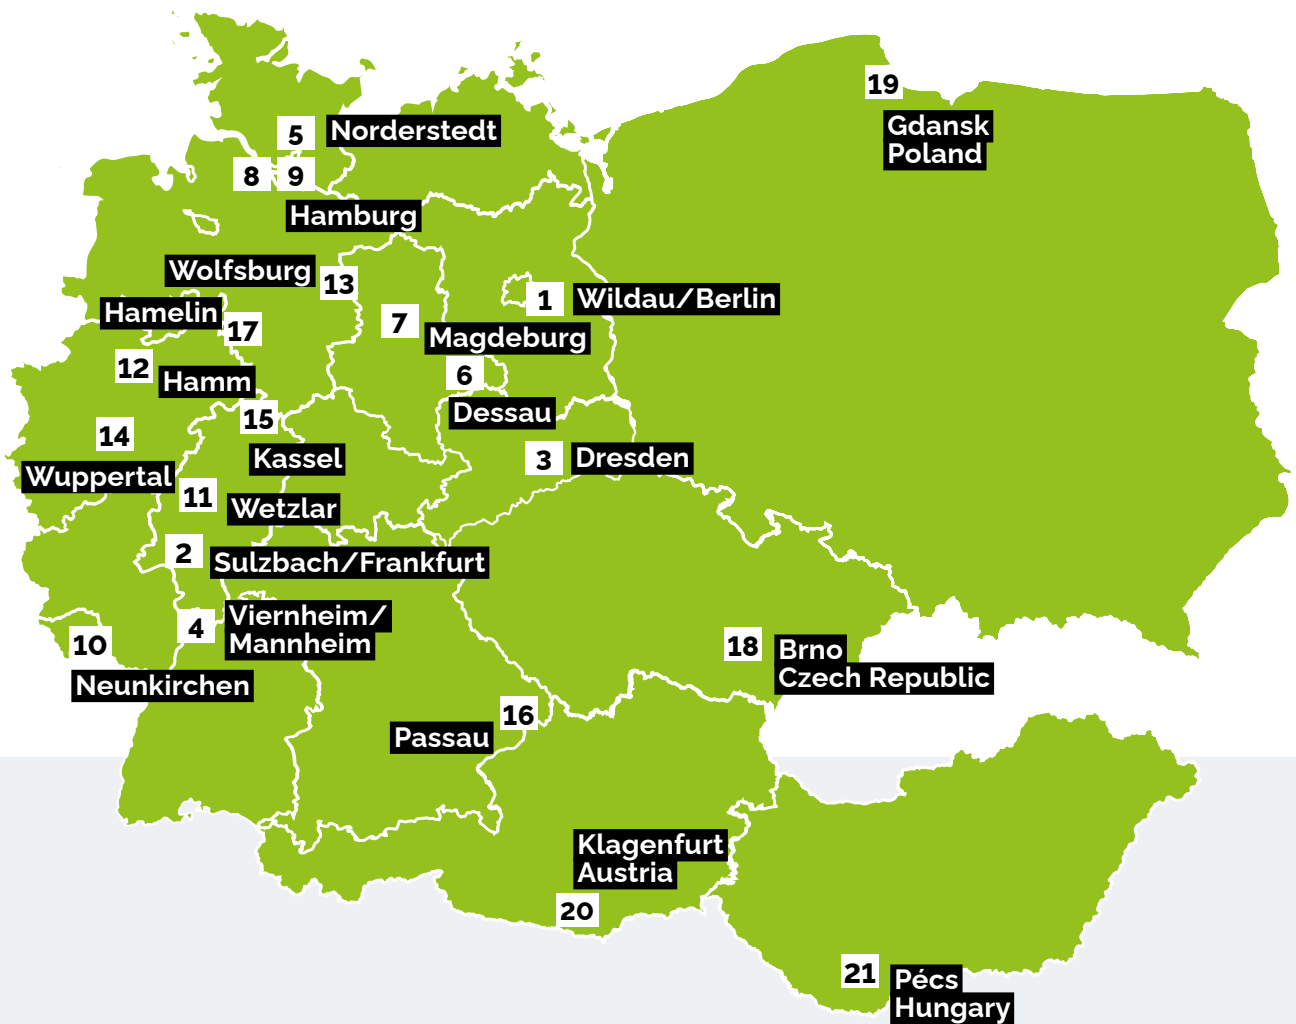 19
Gdansk
Poland
5
Norderstedt
8
9
Hamburg
Wolfsburg
13
1
Wildau/Berlin
Hamelin
17
7
Magdeburg
12
Hamm
6
Dessau
15
Kassel
14
Wuppertal
3
Dresden
11
Wetzlar
2
Sulzbach/Frankfurt
4
Viernheim/
Mannheim
10
Neunkirchen
18
Brno
Czech Republic
16
Passau
Klagenfurt
Austria
20
21
Pécs
Hungary